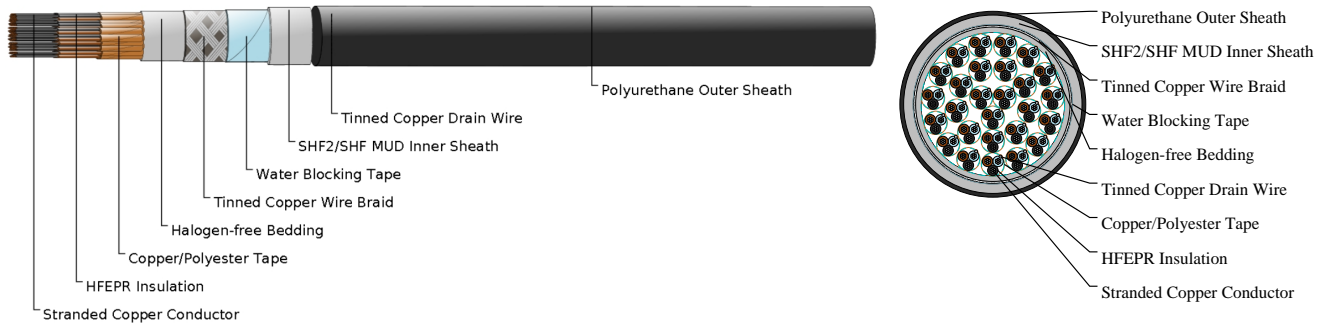 Polyurethane Outer Sheath
Tinned Copper Drain Wire
SHF2/SHF MUD Inner Sheath
Water Blocking Tape
Tinned Copper Wire Braid
Halogen-free Bedding
Copper/Polyester Tape
HFEPR Insulation
Stranded Copper Conductor
Polyurethane Outer Sheath
SHF2/SHF MUD Inner Sheath
Tinned Copper Wire Braid
Water Blocking Tape
Halogen-free Bedding
Tinned Copper Drain Wire
Copper/Polyester Tape
HFEPR Insulation
Stranded Copper Conductor